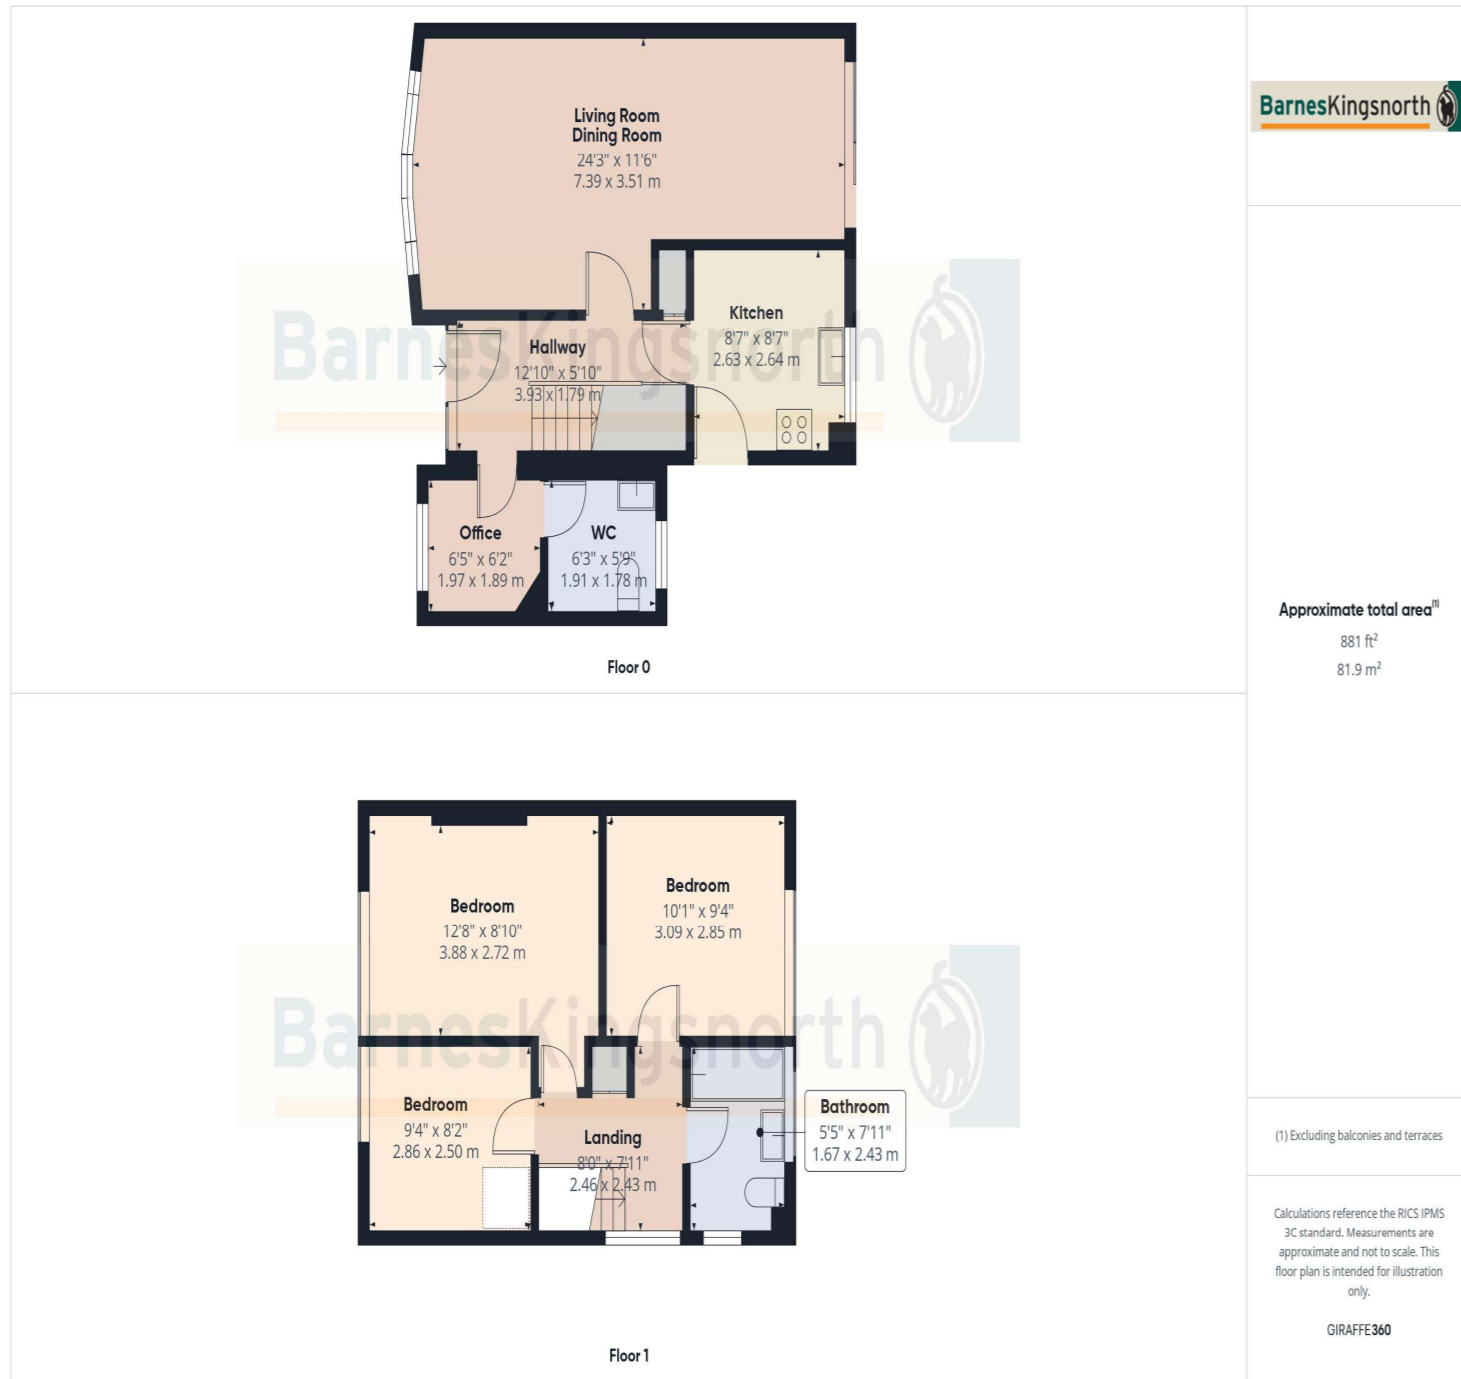 Living Room
Dining Room
24'3" x 11'6"
7.39 x 3.51 m
Kitchen
8'7" x 8'7"
2.63 x 2.64 m
Hallway
12'10" x 5'10"
3.93 x 1.79 m
Office
6'5" x 6'2"
1.97 x 1.89 m
WC
6'3" x 5'9"
1.91 x 1.78 m
BarnesKingsnorth
Floor 0
Bedroom
12'8" x 8'10"
3.88 x 2.72 m
Bedroom
10'1" x 9'4"
3.09 x 2.85 m
Bedroom
9'4" x 8'2"
2.86 x 2.50 m
Landing
8'0" x 7'11"
2.46 x 2.43 m
Bathroom
5'5" x 7'11"
1.67 x 2.43 m
BarnesKingsnorth
Floor 1
BarnesKingsnorth
Approximate total area(1)
881 ft²
81.9 m²
(1) Excluding balconies and terraces
Calculations reference the RICS IPMS
3C standard. Measurements are
approximate and not to scale. This
floor plan is intended for illustration
only.
GIRAFFE360